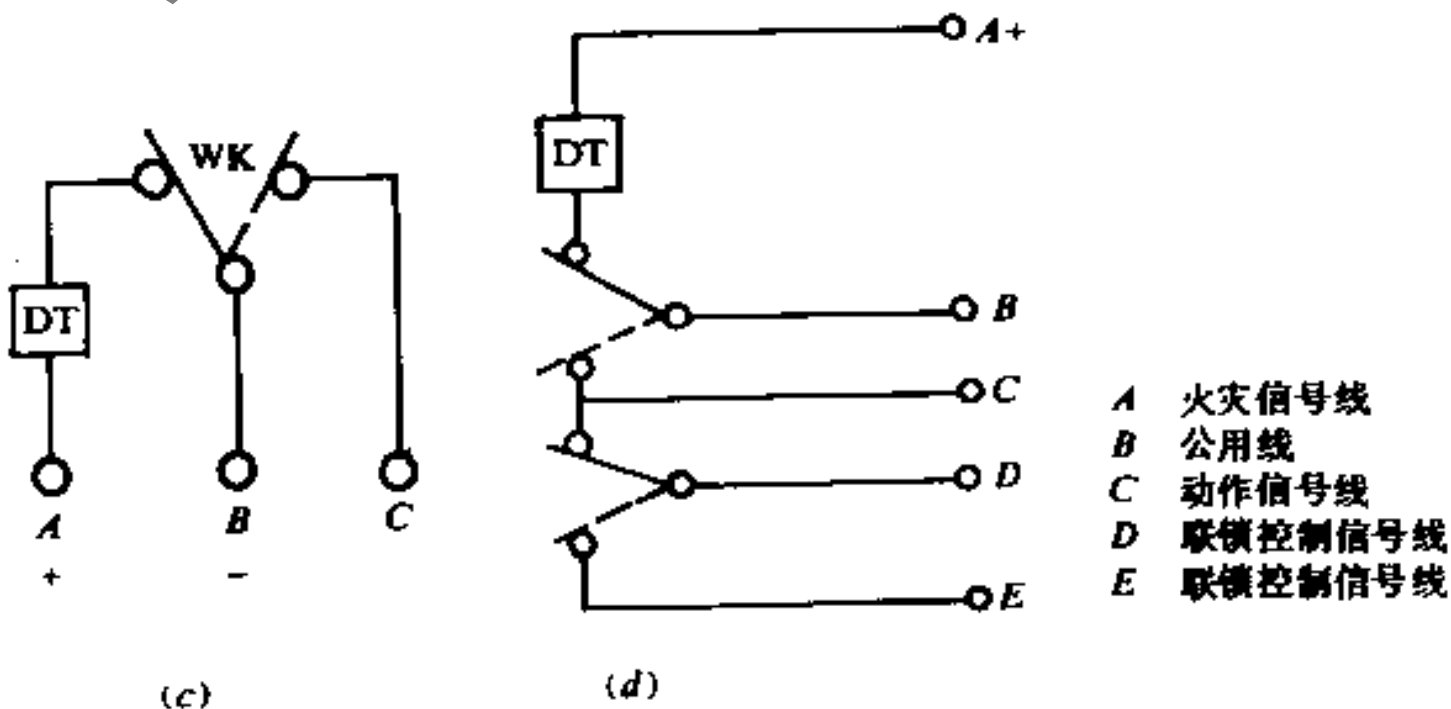 WK
DT
A
B
C
+
−
(c)
A+
DT
B
C
D
E
(d)
A 火灾信号线
B 公用线
C 动作信号线
D 联锁控制信号线
E 联锁控制信号线